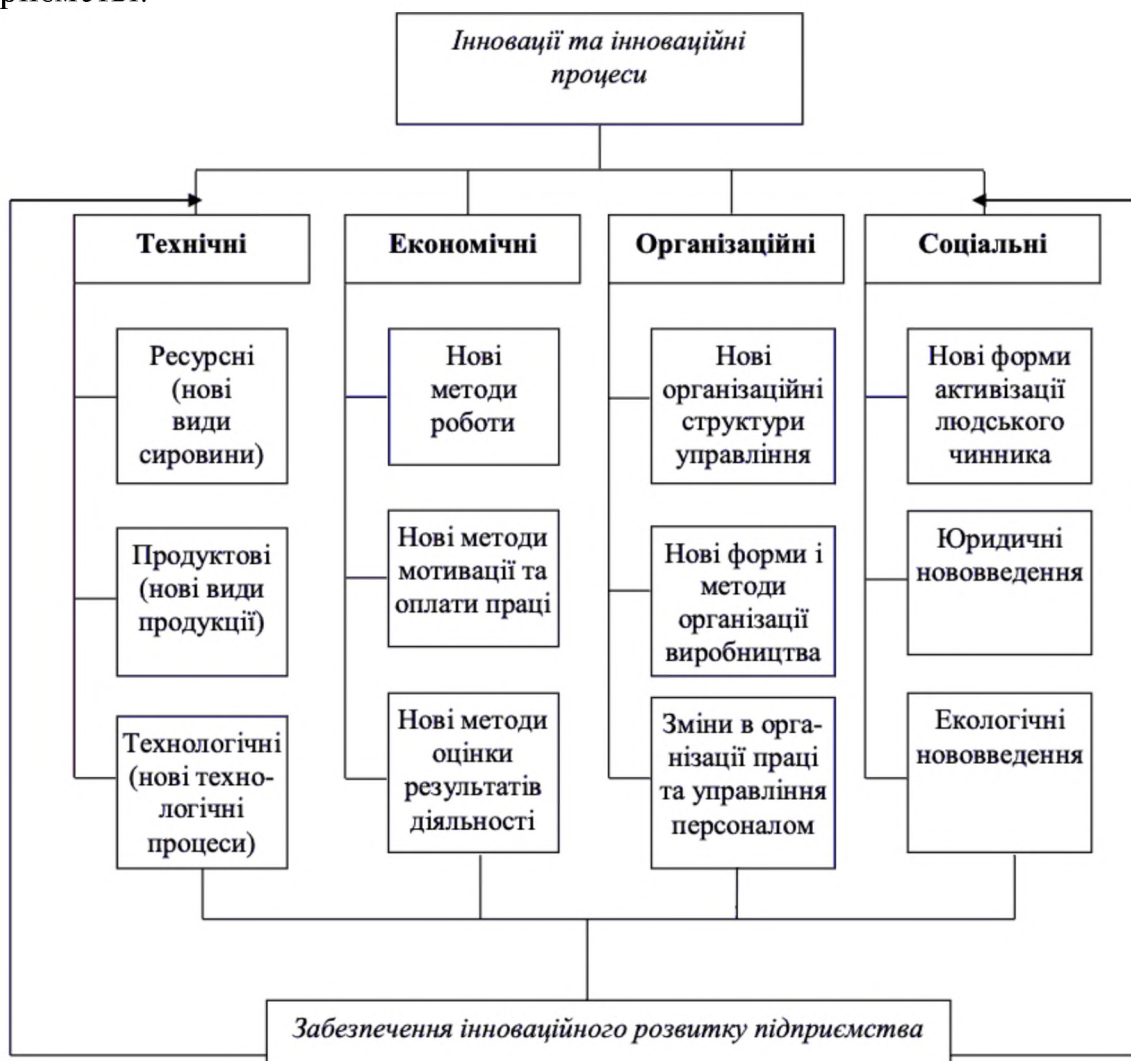 Інновації та інноваційні
процеси
Технічні
Економічні
Організаційні
Соціальні
Ресурсні
(нові
види
сировини)
Нові
методи
роботи
Нові
організаційні
структури
управління
Нові форми
активізації
людського
чинника
Продуктові
(нові види
продукції)
Нові методи
мотивації та
оплати праці
Нові форми і
методи
організації
виробництва
Юридичні
нововведення
Технологічні
(нові техно-
логічні
процеси)
Нові методи
оцінки
результатів
діяльності
Зміни в орга-
нізації праці
та управління
персоналом
Екологічні
нововведення
Забезпечення інноваційного розвитку підприємства